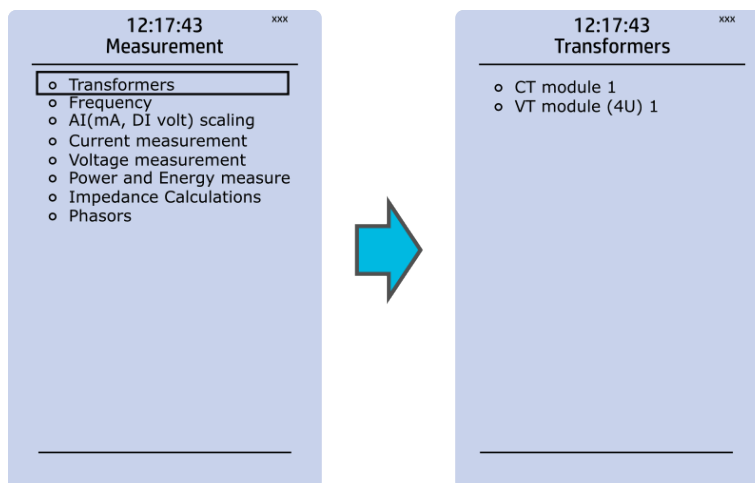 12:17:43 xxx
Measurement
Transformers
Frequency
AI(mA, DI volt) scaling
Current measurement
Voltage measurement
Power and Energy measure
Impedance Calculations
Phasors
12:17:43 xxx
Transformers
CT module 1
VT module (4U) 1